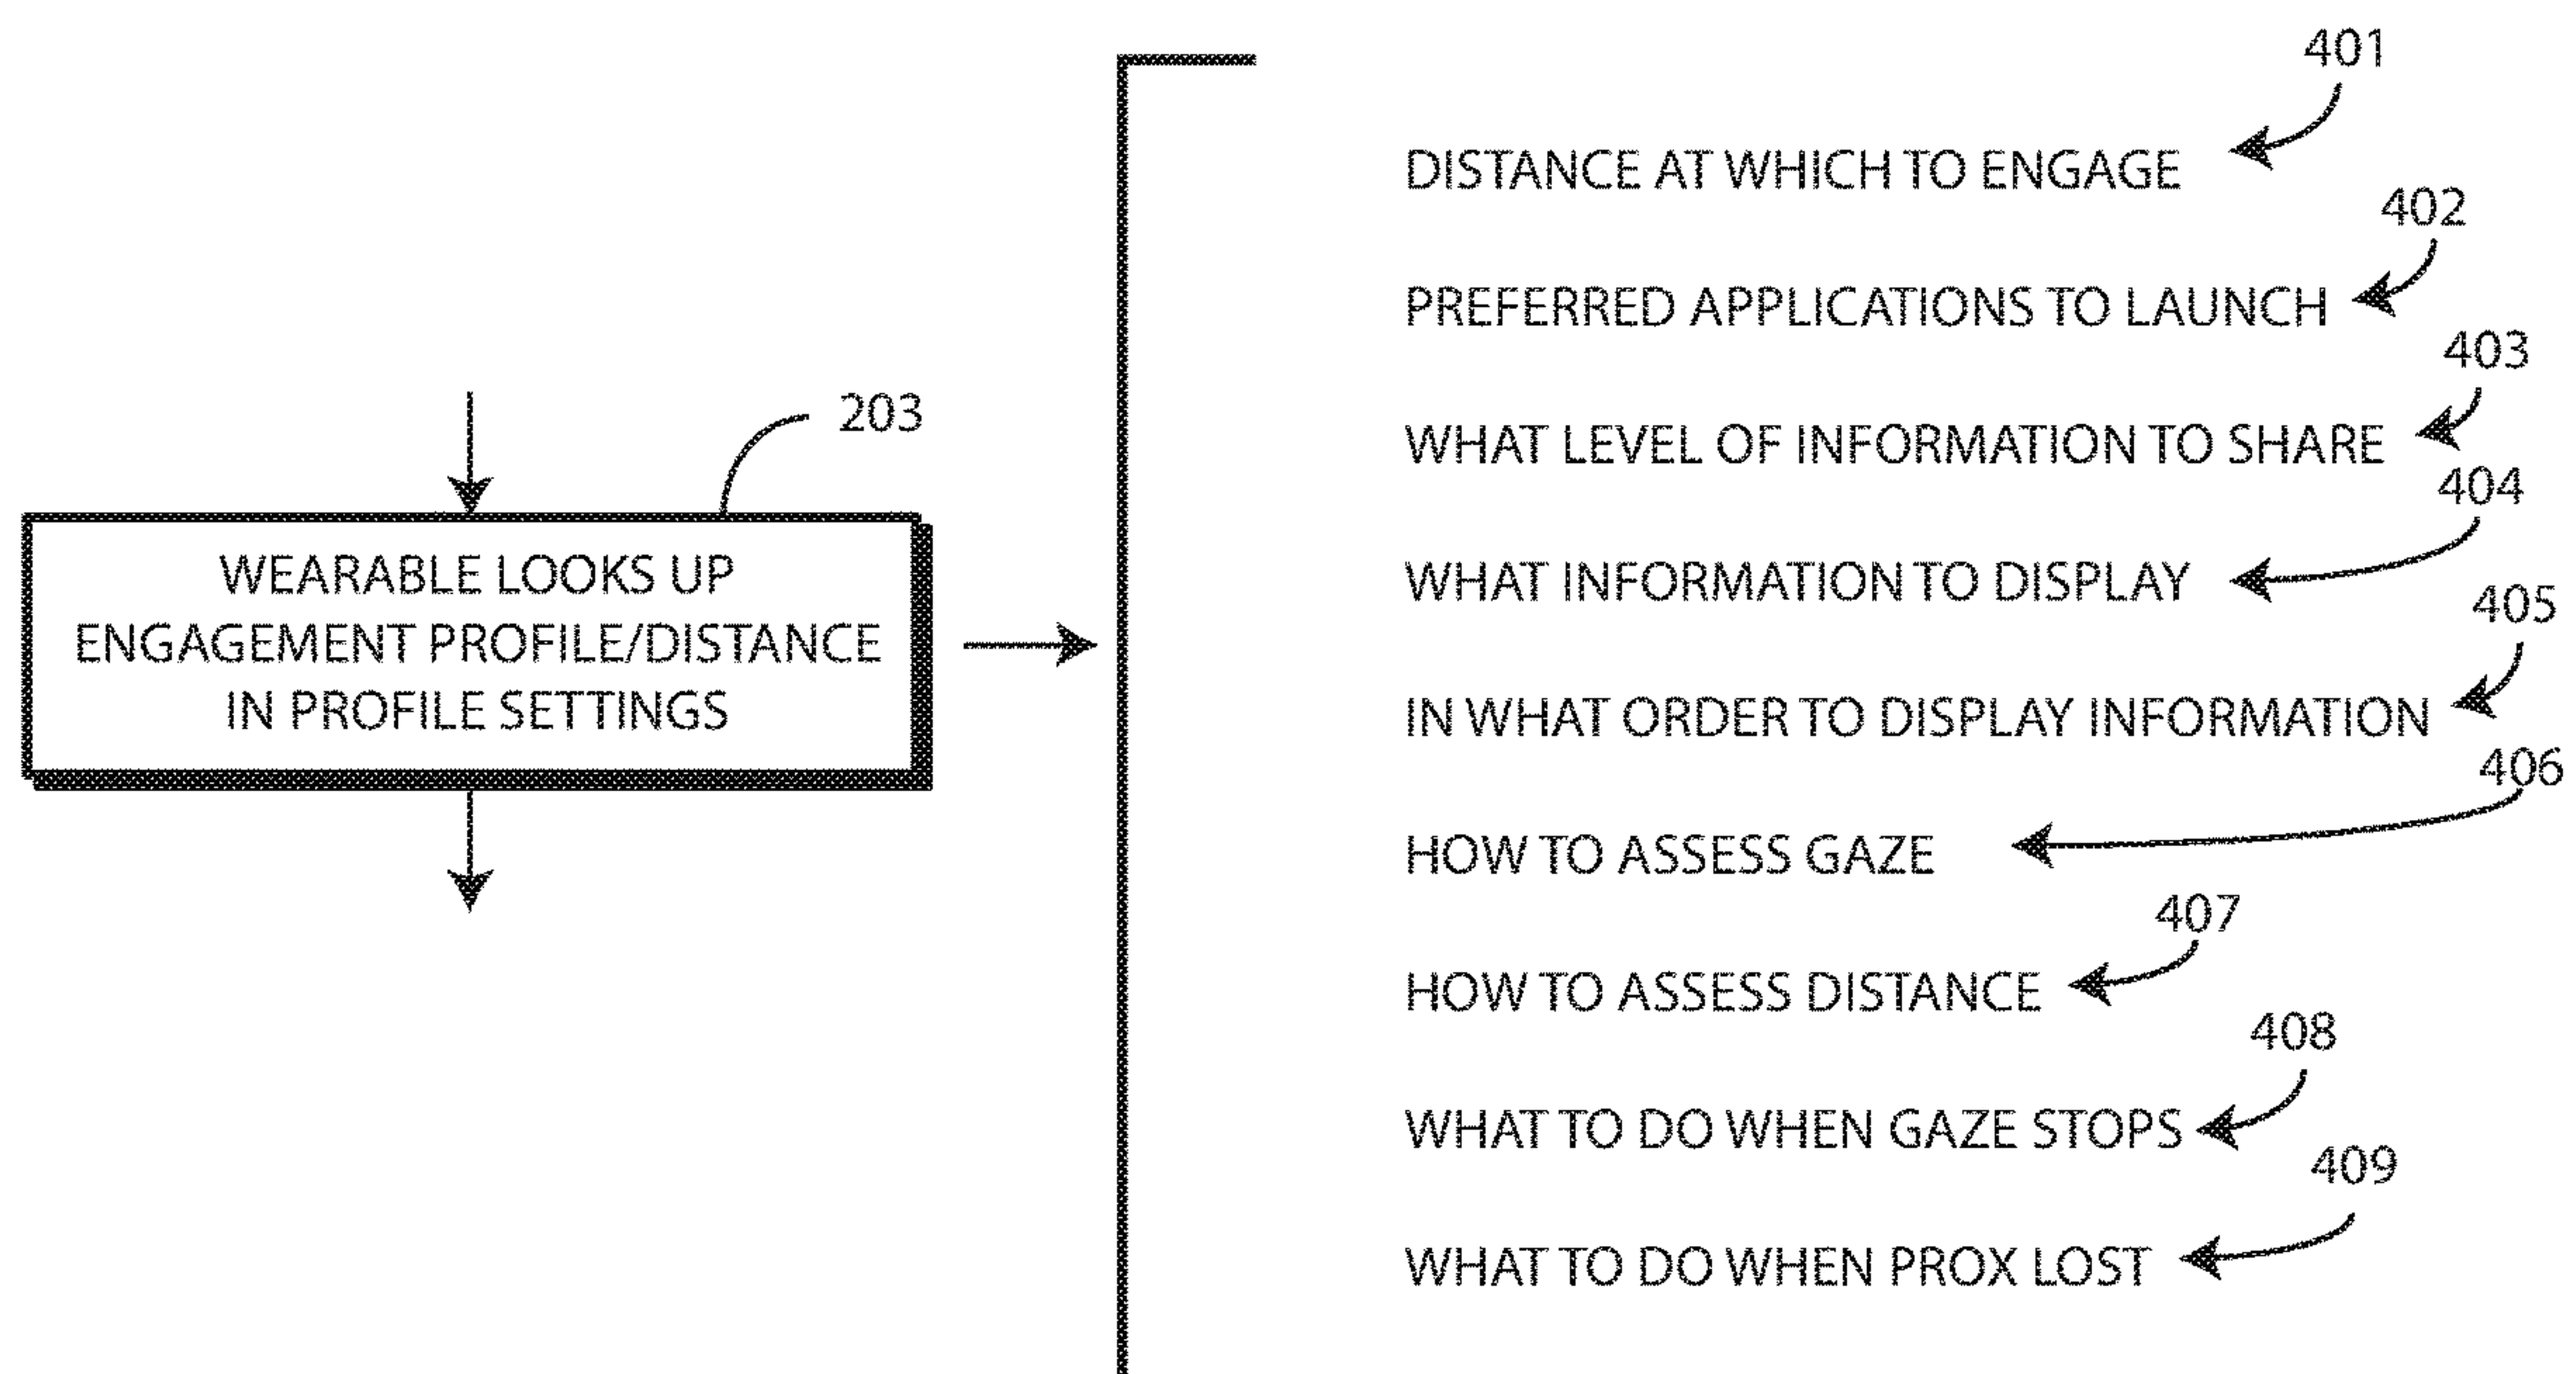 401
DISTANCE AT WHICH TO ENGAGE
402
PREFERRED APPLICATIONS TO LAUNCH
403
WHAT LEVEL OF INFORMATION TO SHARE
404
WHAT INFORMATION TO DISPLAY
405
IN WHAT ORDER TO DISPLAY INFORMATION
406
HOW TO ASSESS GAZE
407
HOW TO ASSESS DISTANCE
408
WHAT TO DO WHEN GAZE STOPS
409
WHAT TO DO WHEN PROX LOST
203
WEARABLE LOOKS UP
ENGAGEMENT PROFILE/DISTANCE
IN PROFILE SETTINGS